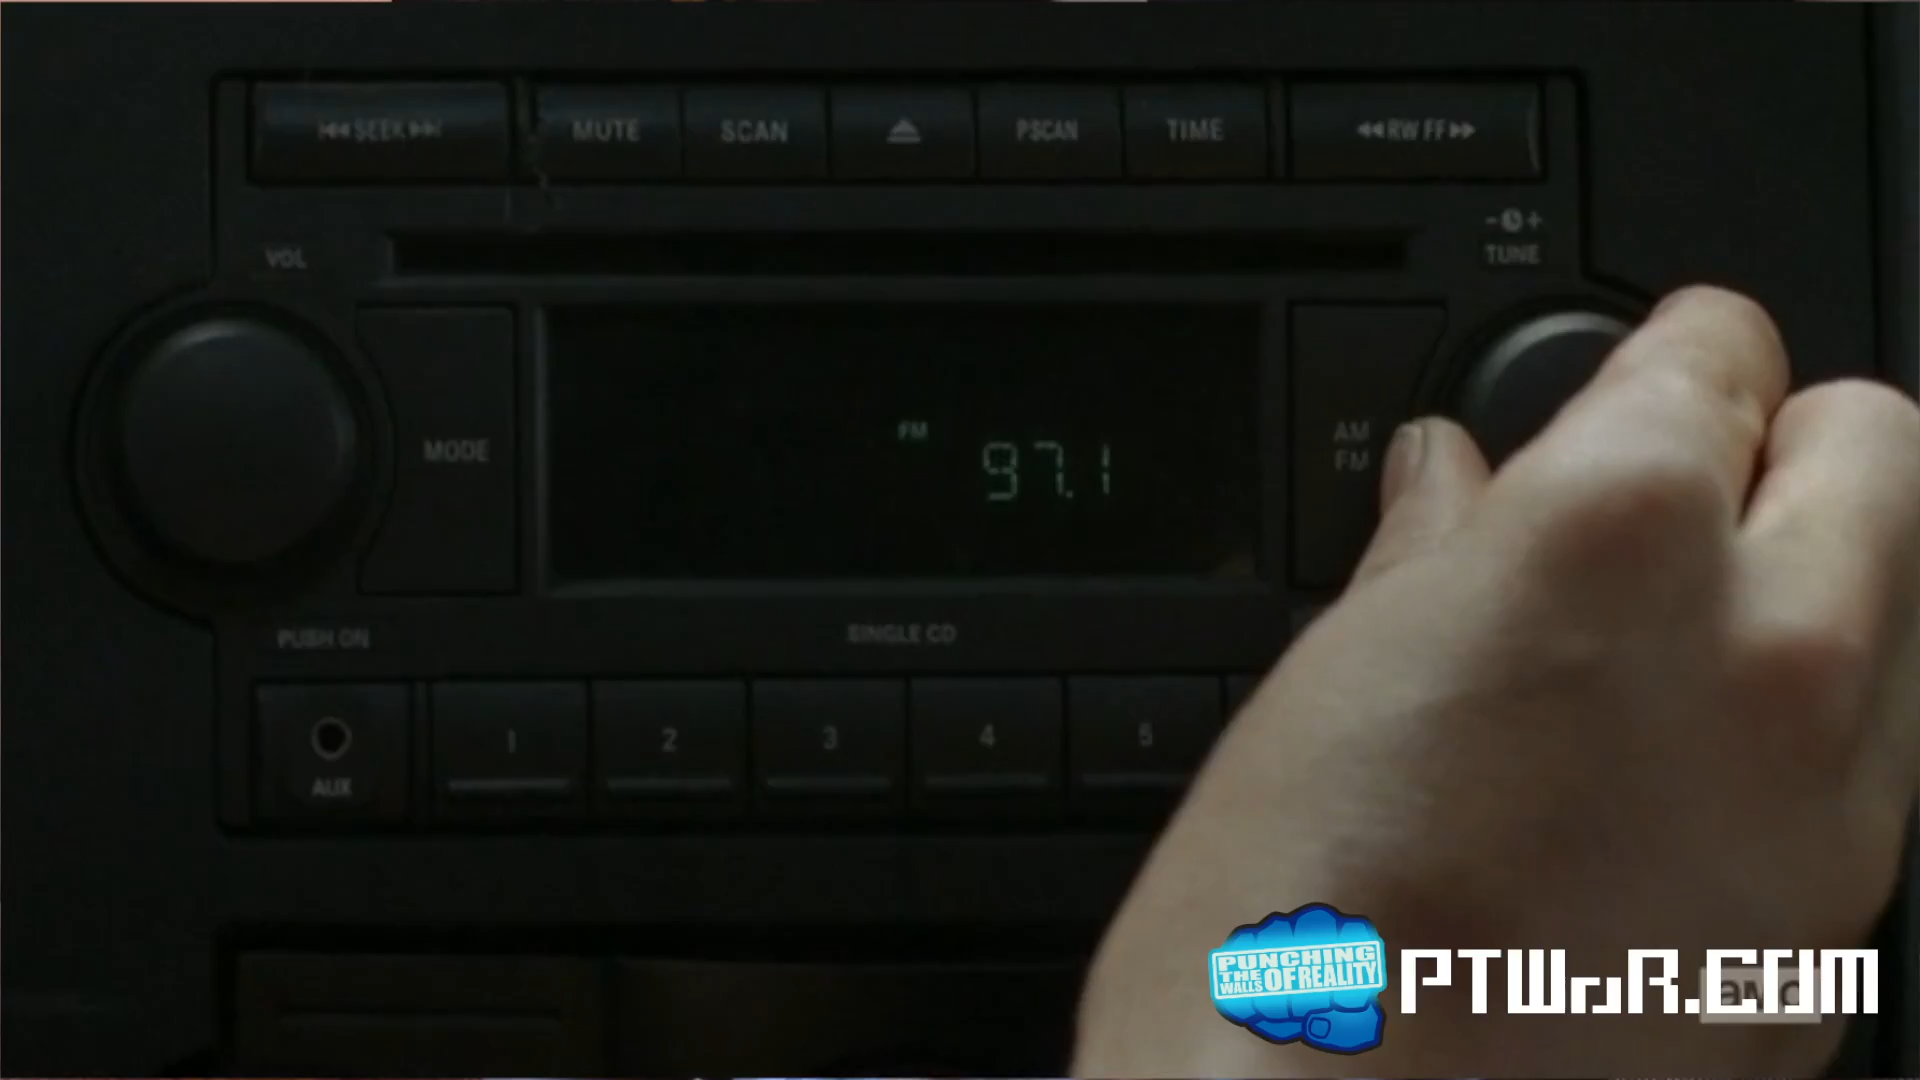 SEEK
MUTE
SCAN
PSCAN
TIME
RW FF
- +
TUNE
VOL
MODE
FM
97.1
AM
FM
PUSH ON
SINGLE CD
AUX
1
2
3
4
5
PUNCHING
THE
WALLS OF REALITY
PTWOR.COM
amc